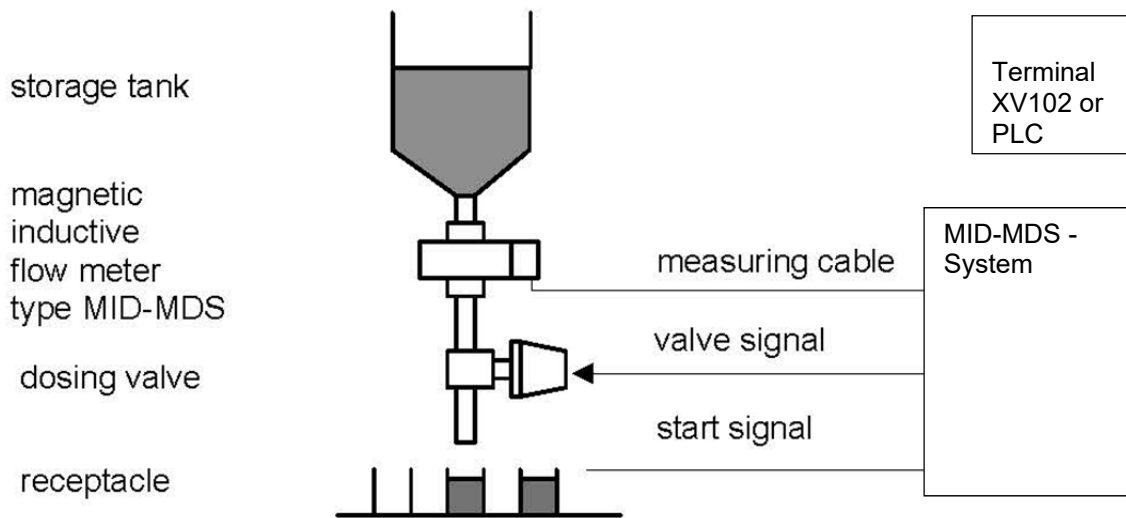 storage tank
magnetic
inductive
flow meter
type MID-MDS
dosing valve
receptacle
measuring cable
valve signal
start signal
Terminal
XV102 or
PLC
MID-MDS -
System